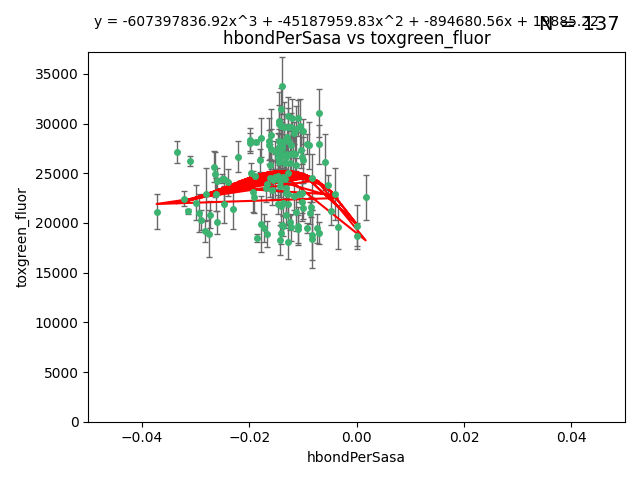 y = -607397836.92x^3 + -45187959.83x^2 + -894680.56x +
N = 137
hbondPerSasa vs toxgreen_fluor
35000
30000
25000
20000
15000
10000
5000
0
toxgreen_fluor
−0.04
−0.02
0.00
0.02
0.04
hbondPerSasa